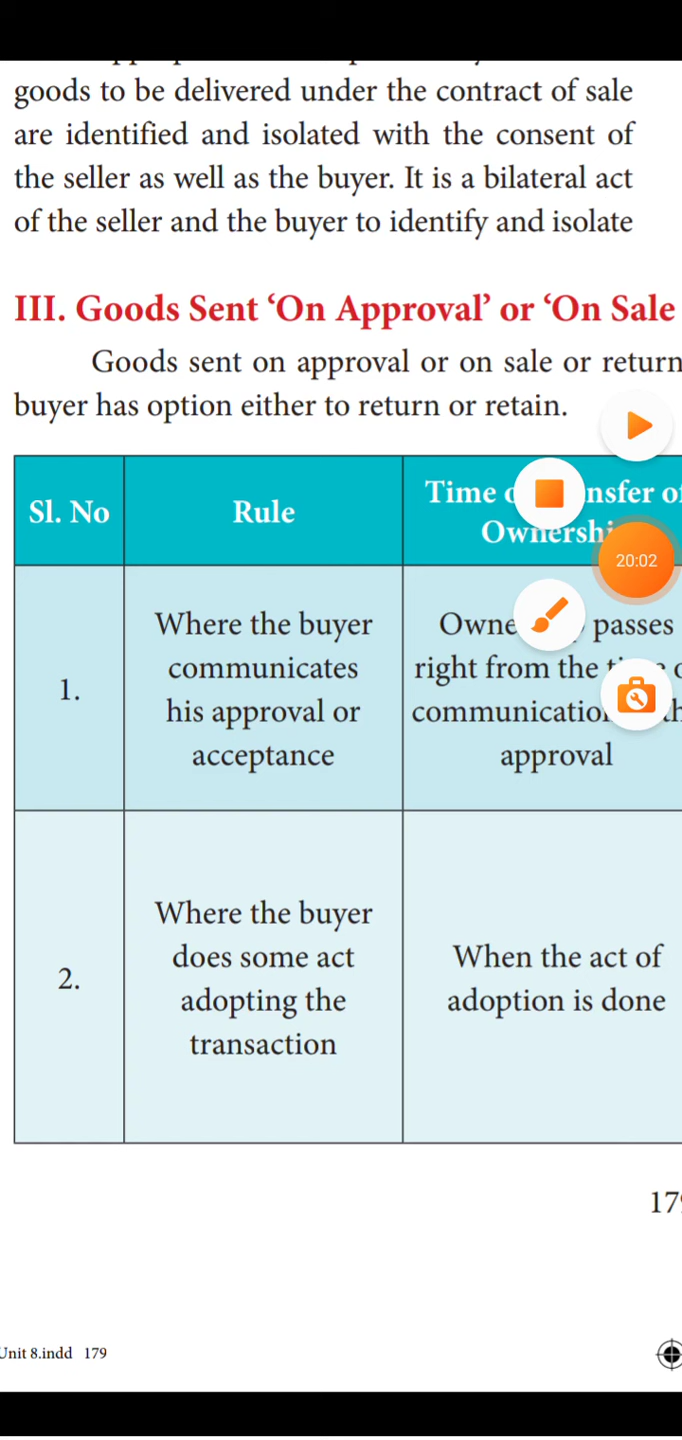 goods to be delivered under the contract of sale
are identified and isolated with the consent of
the seller as well as the buyer. It is a bilateral act
of the seller and the buyer to identify and isolate
III. Goods Sent ‘On Approval’ or ‘On Sale
Goods sent on approval or on sale or return
buyer has option either to return or retain.
Sl. No
Rule
Time
Ownershi
20:02
1.
Where the buyer
communicates
his approval or
acceptance
passes
right from the
communication
approval
2.
Where the buyer
does some act
adopting the
transaction
When the act of
adoption is done
179
Unit 8.indd 179